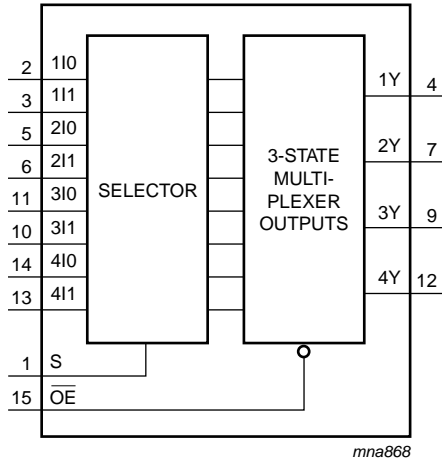 2 1I0
3 1I1
5 2I0
6 2I1
11 3I0
10 3I1
14 4I0
13 4I1
1 S
15 O̅E̅
SELECTOR
3-STATE
MULTI-
PLEXER
OUTPUTS
1Y 4
2Y 7
3Y 9
4Y 12
mna868